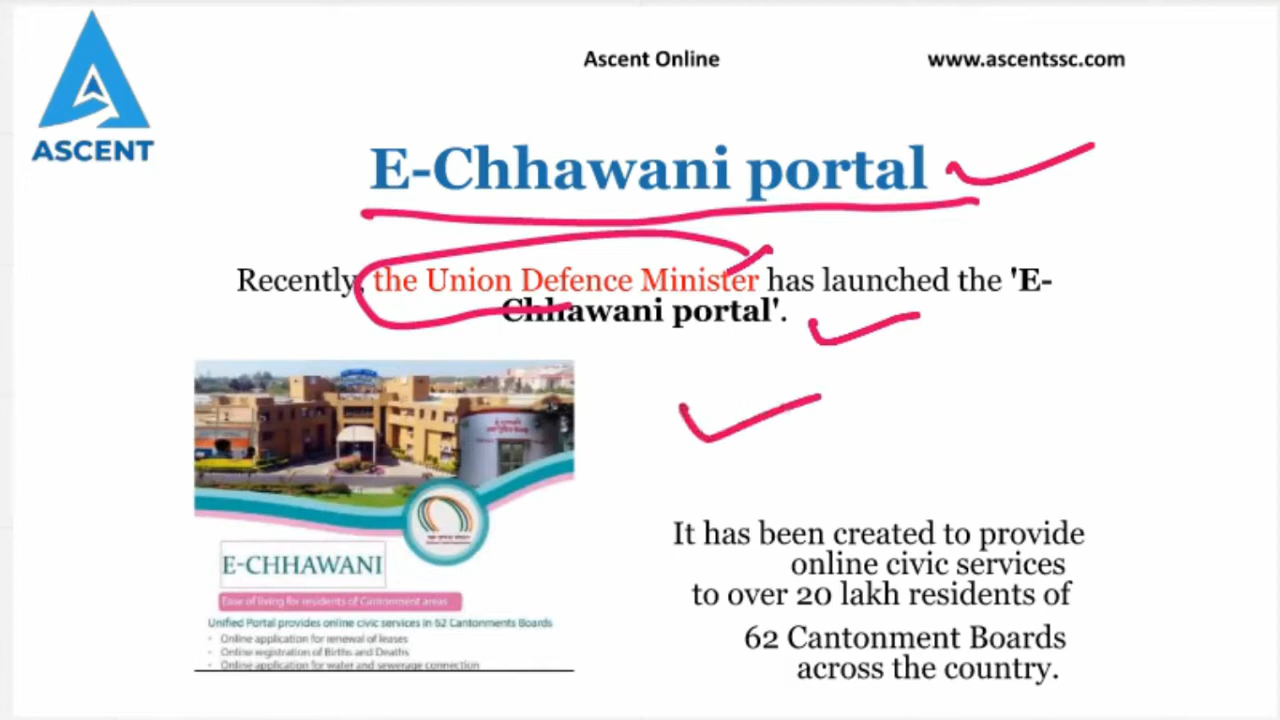 ASCENT
Ascent Online
www.ascentssc.com
E-Chhawani portal
Recently, the Union Defence Minister has launched the 'E-
Chhawani portal'.
E-CHHAWANI
Ease of living for residents of Cantonment areas
Unified Portal provides online civic services in 62 Cantonments Boards
• Online application for renewal of leases
• Online registration of Births and Deaths
• Online application for water and sewerage connection
It has been created to provide
online civic services
to over 20 lakh residents of
62 Cantonment Boards
across the country.